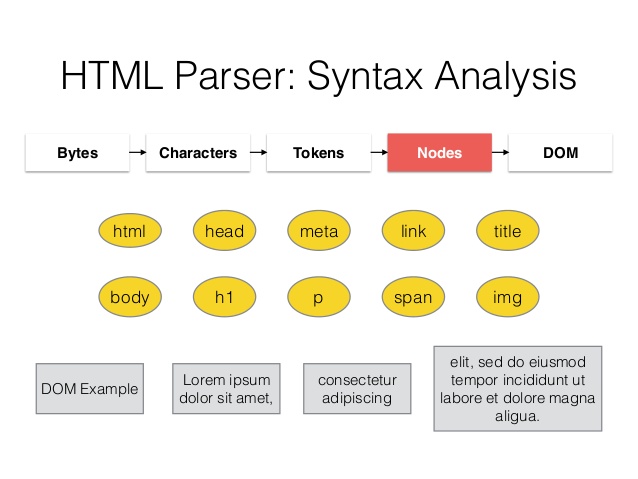 HTML Parser: Syntax Analysis
Bytes Characters Tokens Nodes DOM
html head meta link title
body h1 p span img
DOM Example
Lorem ipsum
dolor sit amet,
consectetur
adipiscing
elit, sed do eiusmod
tempor incididunt ut
labore et dolore magna
aligua.